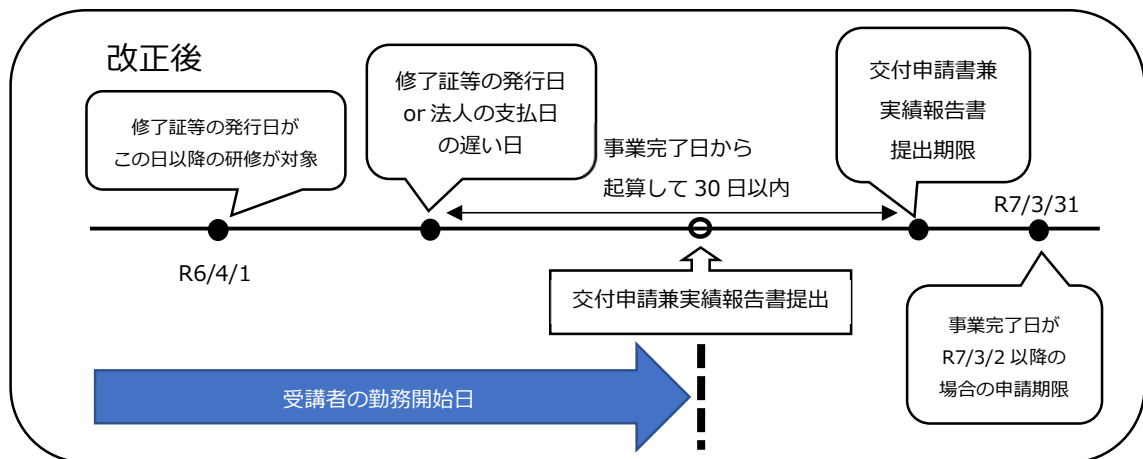 改正後
修了証等の発行日が
この日以降の研修が対象
修了証等の発行日
or 法人の支払日
の遅い日
事業完了日から
起算して 30 日以内
交付申請書兼
実績報告書
提出期限
R7/3/31
R6/4/1
交付申請兼実績報告書提出
事業完了日が
R7/3/2 以降の
場合の申請期限
受講者の勤務開始日